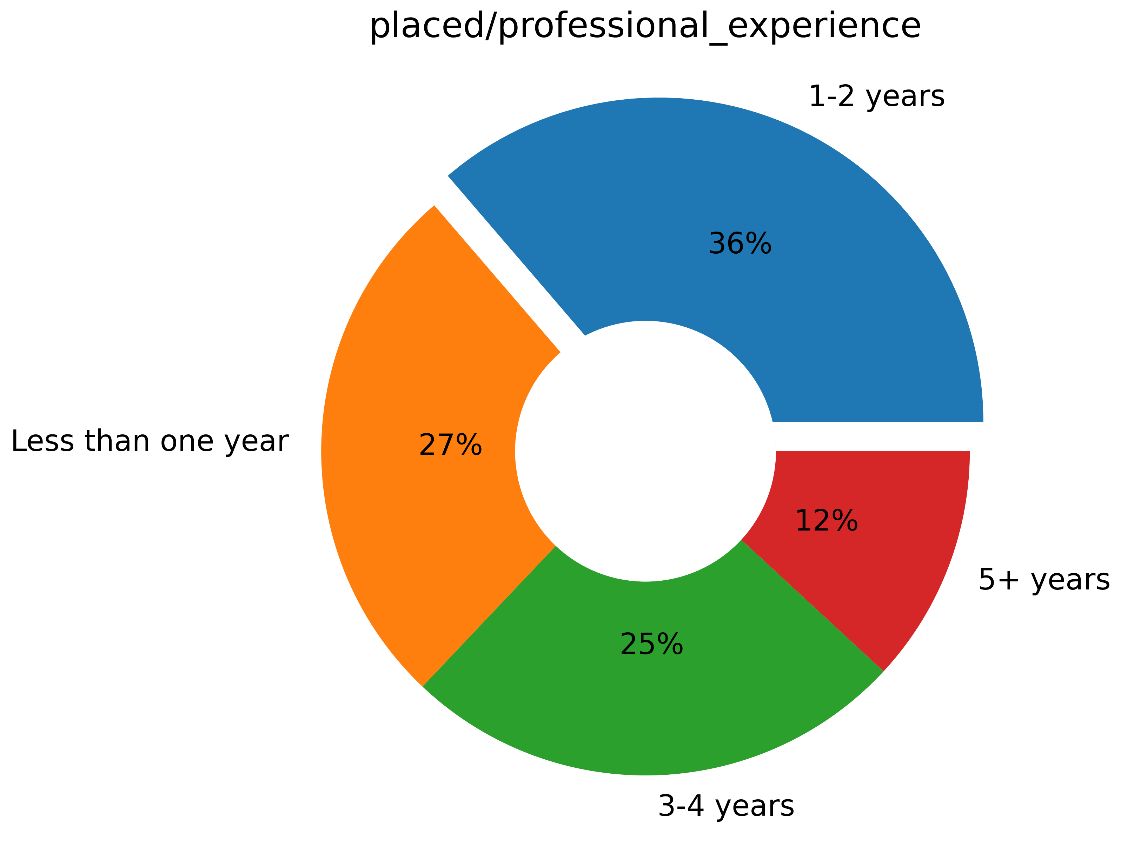 placed/professional_experience
1-2 years
36%
Less than one year
27%
12%
5+ years
25%
3-4 years